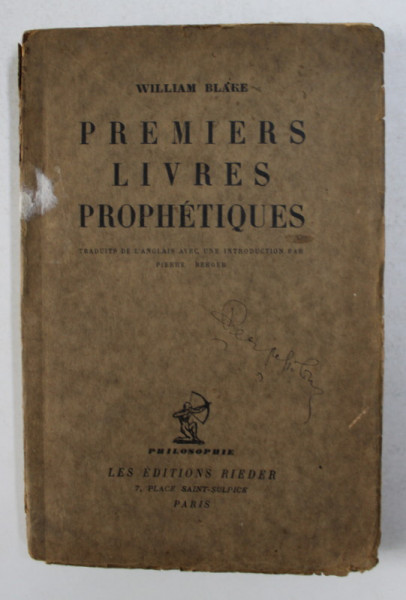 WILLIAM BLAKE
PREMIERS
LIVRES
PROPHÉTIQUES
TRADUITS DE L'ANGLAIS AVEC UNE INTRODUCTION PAR
PIERRE BERGER
PHILOSOPHIE
LES EDITIONS RIEDER
7, PLACE SAINT-SULPICE
PARIS